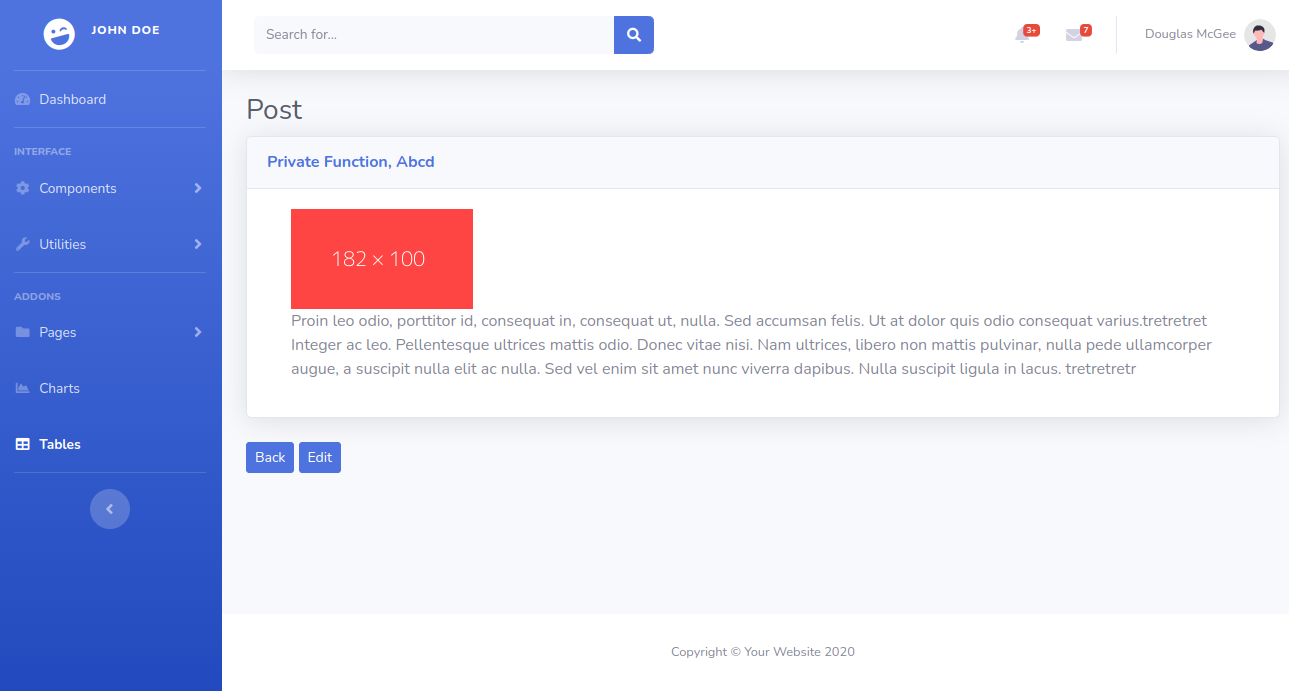 JOHN DOE
Search for...
3+
7
Douglas McGee
Dashboard
INTERFACE
Components
Utilities
ADDONS
Pages
Charts
Tables
Post
Private Function, Abcd
182 × 100
Proin leo odio, porttitor id, consequat in, consequat ut, nulla. Sed accumsan felis. Ut at dolor quis odio consequat varius.tretretret
Integer ac leo. Pellentesque ultrices mattis odio. Donec vitae nisi. Nam ultrices, libero non mattis pulvinar, nulla pede ullamcorper
augue, a suscipit nulla elit ac nulla. Sed vel enim sit amet nunc viverra dapibus. Nulla suscipit ligula in lacus. tretretretr
Back
Edit
Copyright © Your Website 2020